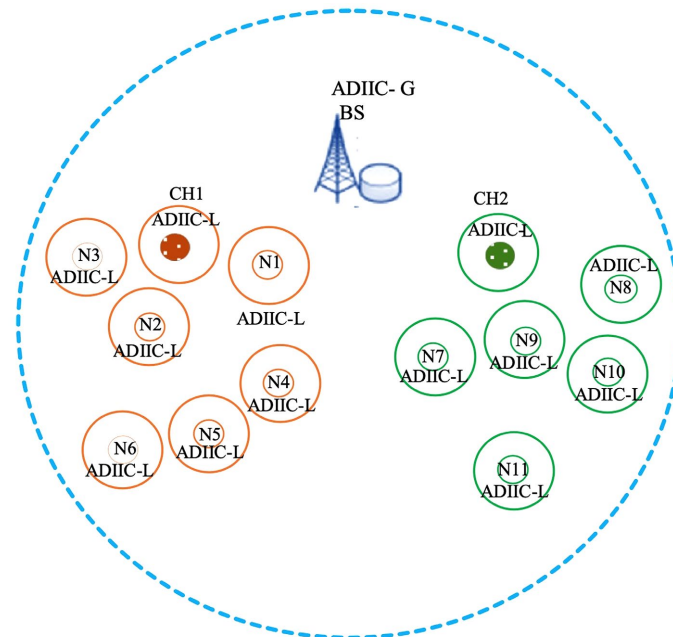 ADIIC- G
BS
CH1
ADIIC-L
CH2
ADIIC-L
N3
ADIIC-L
N1
ADIIC-L
N2
ADIIC-L
N4
ADIIC-L
N5
ADIIC-L
N6
ADIIC-L
ADIIC-L
N8
N9
ADIIC-L
N7
ADIIC-L
N10
ADIIC-L
N11
ADIIC-L